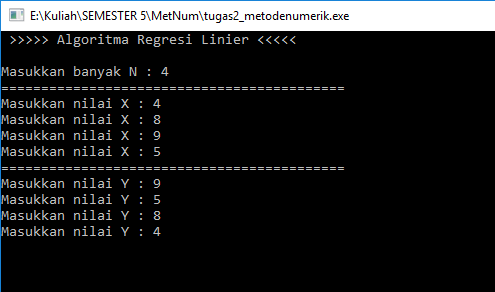 E:\Kuliah\SEMESTER 5\MetNum\tugas2_metodenumerik.exe
>>>>> Algoritma Regresi Linier <<<<<
Masukkan banyak N : 4
===========================================
Masukkan nilai X : 4
Masukkan nilai X : 8
Masukkan nilai X : 9
Masukkan nilai X : 5
===========================================
Masukkan nilai Y : 9
Masukkan nilai Y : 5
Masukkan nilai Y : 8
Masukkan nilai Y : 4